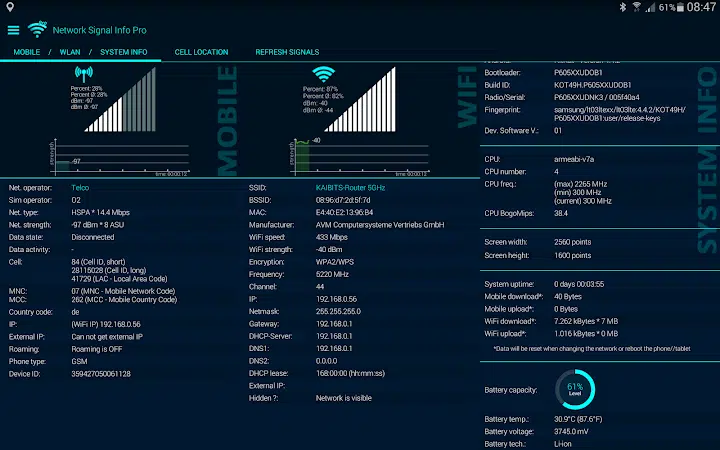 61% 08:47
Network Signal Info Pro
MOBILE / WLAN / SYSTEM INFO CELL LOCATION REFRESH SIGNALS
Percent: 28%
Percent Ø: 28%
dBm: -97
dBm Ø: -97
strength
-97
time 00:00:12
MOBILE
Net. operator: Telco
Sim operator: O2
Net. type: HSPA * 14.4 Mbps
Net. strength: -97 dBm * 8 ASU
Data state: Disconnected
Data activity: -
Cell: 84 (Cell ID, short)
28115028 (Cell ID, long)
41729 (LAC - Local Area Code)
MNC: 07 (MNC - Mobile Network Code)
MCC: 262 (MCC - Mobile Country Code)
Country code: de
IP: (WiFi IP) 192.168.0.56
External IP: Can not get external IP
Roaming: Roaming is OFF
Phone type: GSM
Device ID: 359427050061128
Percent: 87%
Percent Ø: 82%
dBm: -40
dBm Ø: -44
strength
-40
time 00:00:12
WIFI
SSID: KAIBITS-Router 5GHz
BSSID: 08:96:d7:2d:5f:7d
MAC: E4:40:E2:13:96:B4
Manufacturer: AVM Computersysteme Vertriebs GmbH
WiFi speed: 433 Mbps
WiFi strength: -40 dBm
Encryption: WPA2/WPS
Frequency: 5220 MHz
Channel: 44
IP: 192.168.0.56
Netmask: 255.255.255.0
Gateway: 192.168.0.1
DHCP-Server: 192.168.0.1
DNS1: 192.168.0.1
DNS2: 0.0.0.0
DHCP lease: 168:00:00 (hh:mm:ss)
External IP:
Hidden ?: Network is visible
Bootloader: P605XXUDOB1
Build ID: KOT49H.P605XXUDOB1
Radio/Serial: P605XXUDNK3 / 005f40a4
Fingerprint: samsung/lt03ltexx/lt03lte:4.4.2/KOT49H/
P605XXUDOB1:user/release-keys
Dev. Software V.: 01
CPU: armeabi-v7a
CPU number: 4
CPU freq.: (max) 2265 MHz
(min) 300 MHz
(current) 300 MHz
CPU BogoMips: 38.4
Screen width: 2560 points
Screen height: 1600 points
System uptime: 0 days 00:03:55
Mobile download*: 40 Bytes
Mobile upload*: 0 Bytes
WiFi download*: 7.262 kBytes * 7 MB
WiFi upload*: 1.016 kBytes * 0 MB
*Data will be reset when changing the network or reboot the phone//tablet
Battery capacity: 61%
Level
Battery temp.: 30.9°C (87.6°F)
Battery voltage: 3745.0 mV
Battery tech.: Li-ion
SYSTEM INFO